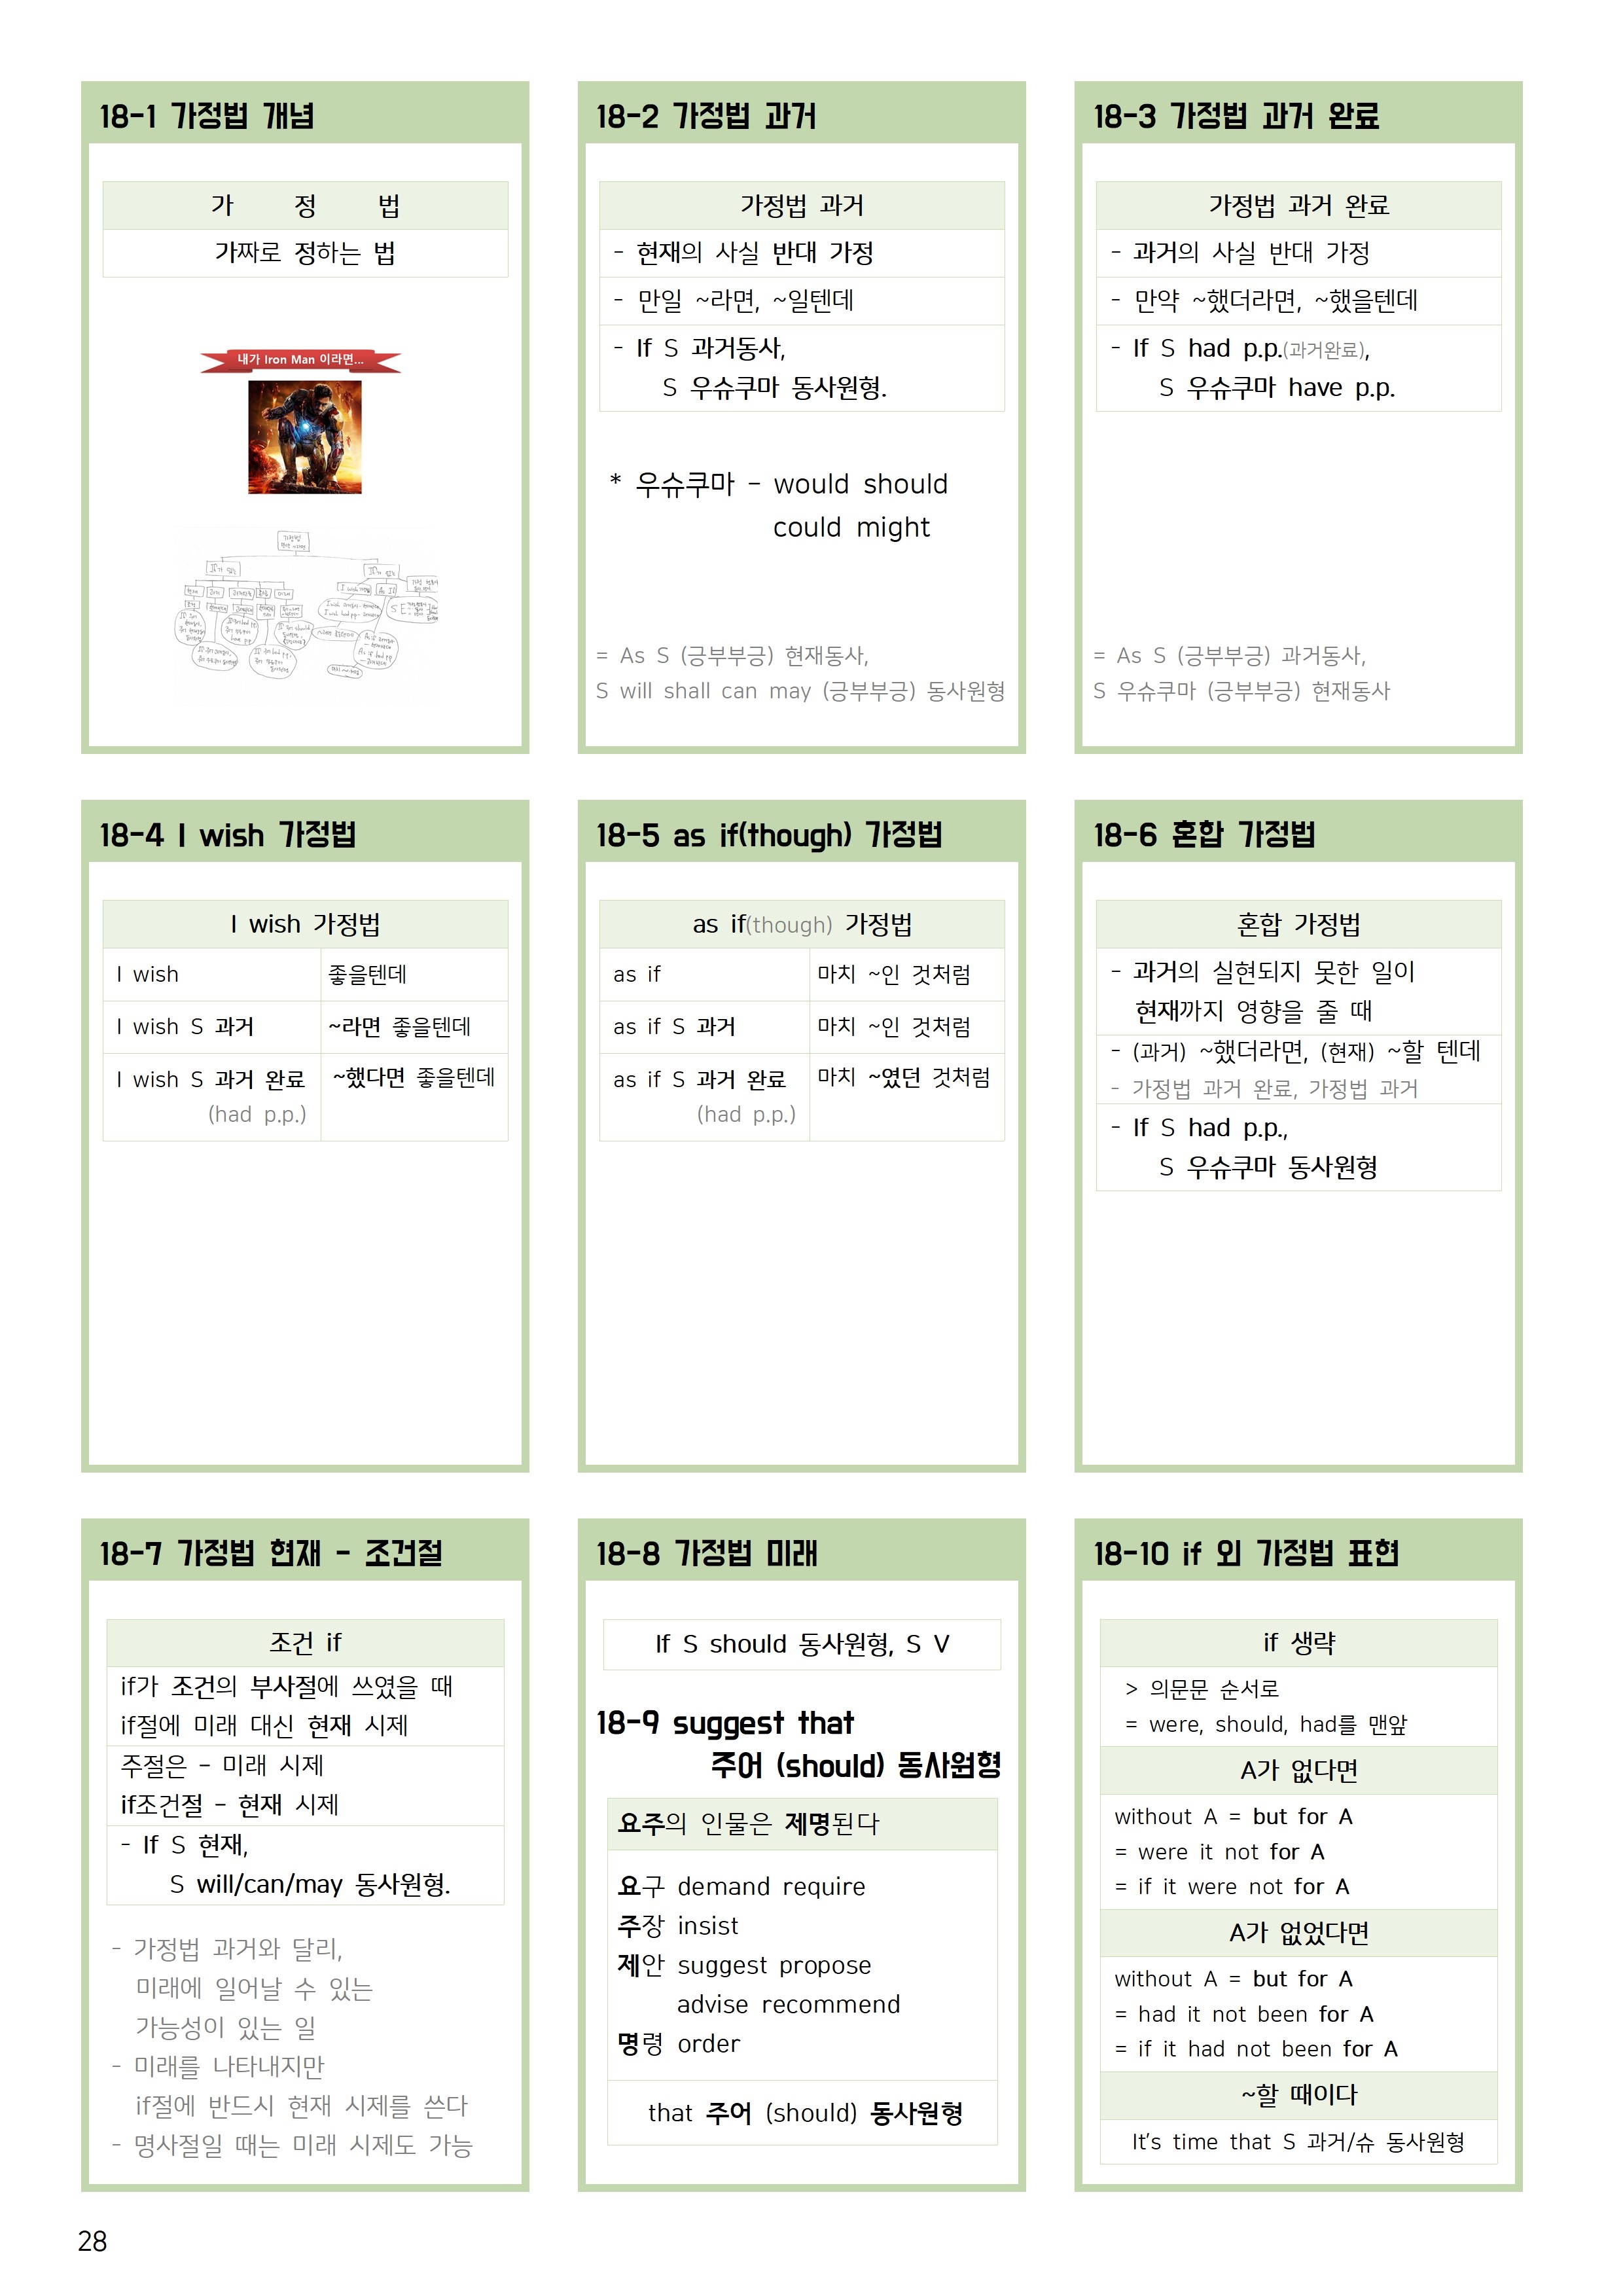 18-1 가정법 개념
가 정 법
가짜로 정하는 법
내가 Iron Man 이라면...
가정법
18-2 가정법 과거
가정법 과거
- 현재의 사실 반대 가정
- 만일 ~라면, ~일텐데
- If S 과거동사,
S 우슈쿠마 동사원형.
* 우슈쿠마 - would should
could might
= As S (긍부부긍) 현재동사,
S will shall can may (긍부부긍) 동사원형
18-3 가정법 과거 완료
가정법 과거 완료
- 과거의 사실 반대 가정
- 만약 ~했더라면, ~했을텐데
- If S had p.p.(과거완료),
S 우슈쿠마 have p.p.
= As S (긍부부긍) 과거동사,
S 우슈쿠마 (긍부부긍) 현재동사
18-4 I wish 가정법
I wish 가정법
I wish 좋을텐데
I wish S 과거 ~라면 좋을텐데
I wish S 과거 완료 ~했다면 좋을텐데
(had p.p.)
18-5 as if(though) 가정법
as if(though) 가정법
as if 마치 ~인 것처럼
as if S 과거 마치 ~인 것처럼
as if S 과거 완료 마치 ~였던 것처럼
(had p.p.)
18-6 혼합 가정법
혼합 가정법
- 과거의 실현되지 못한 일이
현재까지 영향을 줄 때
- (과거) ~했더라면, (현재) ~할 텐데
- 가정법 과거 완료, 가정법 과거
- If S had p.p.,
S 우슈쿠마 동사원형
18-7 가정법 현재 - 조건절
조건 if
if가 조건의 부사절에 쓰였을 때
if절에 미래 대신 현재 시제
주절은 - 미래 시제
if조건절 - 현재 시제
- If S 현재,
S will/can/may 동사원형.
- 가정법 과거와 달리,
미래에 일어날 수 있는
가능성이 있는 일
- 미래를 나타내지만
if절에 반드시 현재 시제를 쓴다
- 명사절일 때는 미래 시제도 가능
18-8 가정법 미래
If S should 동사원형, S V
18-9 suggest that
주어 (should) 동사원형
요주의 인물은 제명된다
요구 demand require
주장 insist
제안 suggest propose
advise recommend
명령 order
that 주어 (should) 동사원형
18-10 if 외 가정법 표현
if 생략
> 의문문 순서로
= were, should, had를 맨앞
A가 없다면
without A = but for A
= were it not for A
= if it were not for A
A가 없었다면
without A = but for A
= had it not been for A
= if it had not been for A
~할 때이다
It's time that S 과거/슈 동사원형
28